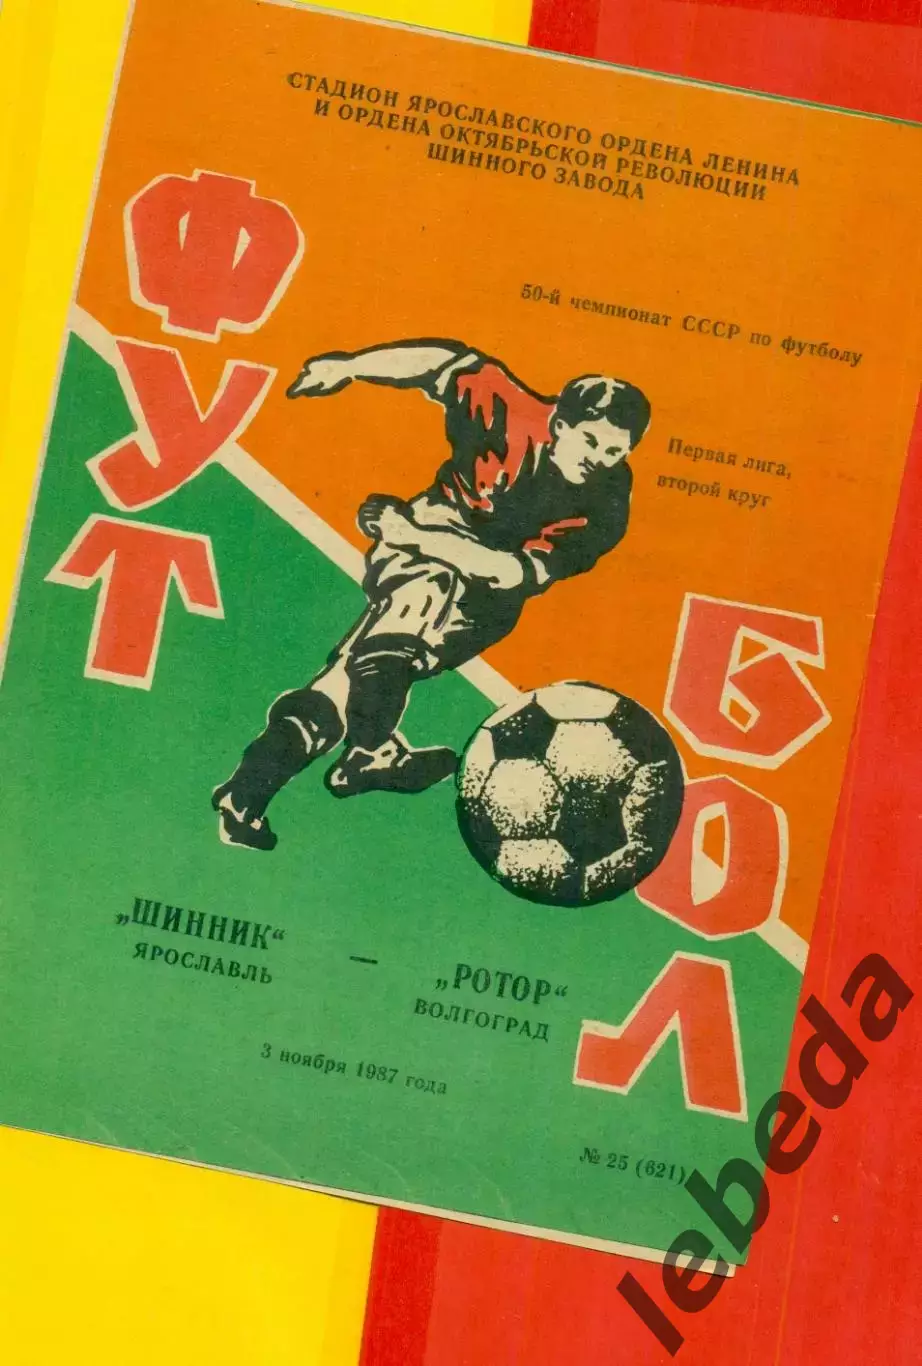 СТАДИОН ЯРОСЛАВСКОГО ОРДЕНА ЛЕНИНА
И ОРДЕНА ОКТЯБРЬСКОЙ РЕВОЛЮЦИИ
ШИННОГО ЗАВОДА
50-й чемпионат СССР по футболу
Первая лига,
второй круг
ФУТ
БОЛ
„ШИННИК“
ЯРОСЛАВЛЬ
—
„РОТОР“
ВОЛГОГРАД
3 ноября 1987 года
№ 25 (621)
lebeda